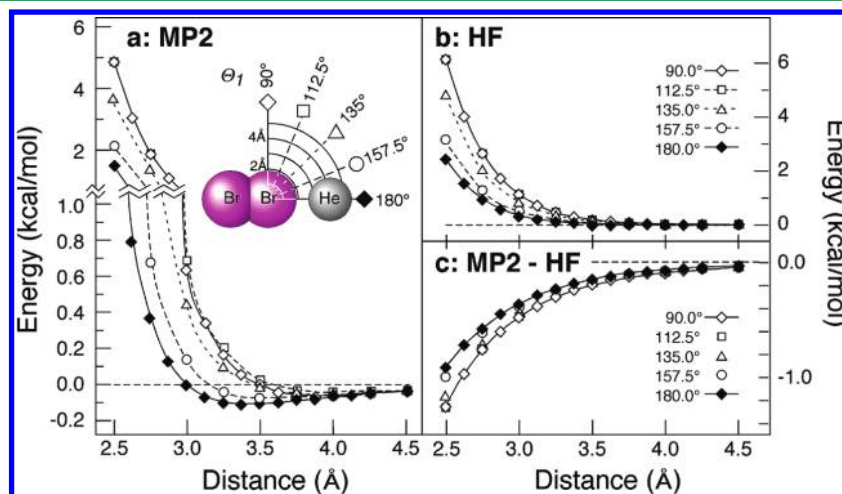 a: MP2
Energy (kcal/mol)
6
4
2
1.0
0.8
0.6
0.4
0.2
0.0
-0.2
2.5 3.0 3.5 4.0 4.5
Distance (Å)
Θ1
90°
112.5°
135°
157.5°
180°
4Å
2Å
Br Br He
b: HF
90.0°
112.5°
135.0°
157.5°
180.0°
6
4
2
0
Energy (kcal/mol)
c: MP2 - HF
90.0°
112.5°
135.0°
157.5°
180.0°
0.0
-1.0
2.5 3.0 3.5 4.0 4.5
Distance (Å)